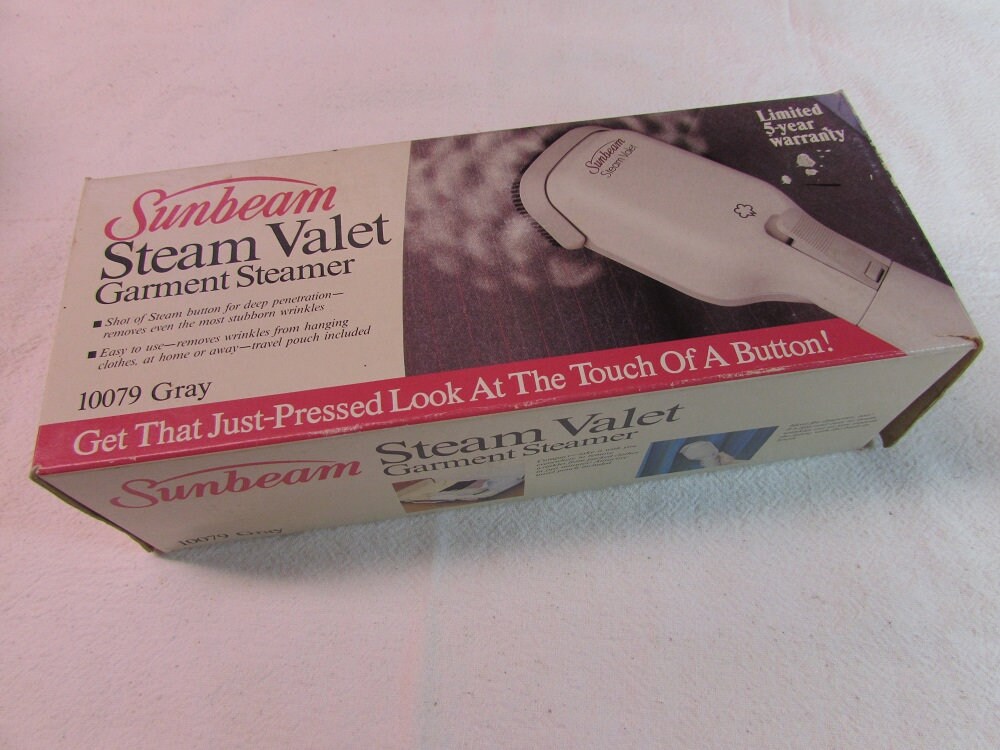 Sunbeam
Steam Valet
Garment Steamer
■ Shot of Steam button for deep penetration—
removes even the most stubborn wrinkles
■ Easy to use—removes wrinkles from hanging
clothes, at home or away—travel pouch included
10079 Gray
Limited
5-year
warranty
Sunbeam
Steam Valet
Get That Just-Pressed Look At The Touch Of A Button!
Sunbeam
Steam Valet
Garment Steamer
10079 Gray